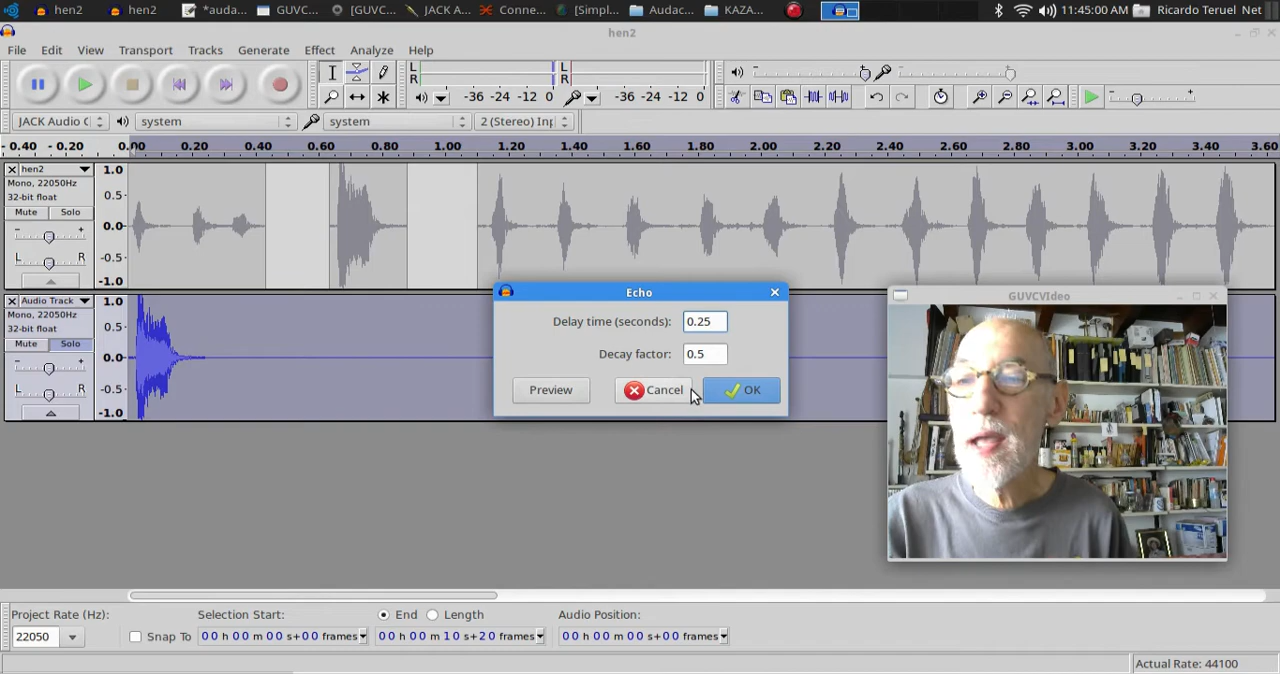 hen2 hen2 *auda... GUVC... [GUVC... JACK A... Conne... [Simpl... Audac... KAZA... 11:45:00 AM Ricardo Teruel Net
hen2
File Edit View Transport Tracks Generate Effect Analyze Help
L R -36 -24 -12 0 L R -36 -24 -12 0
JACK Audio C system system 2 (Stereo) Inp
- 0.40 - 0.20 0.00 0.20 0.40 0.60 0.80 1.00 1.20 1.40 1.60 1.80 2.00 2.20 2.40 2.60 2.80 3.00 3.20 3.40 3.60
hen2
Mono, 22050Hz
32-bit float
Mute Solo
- +
L R
1.0
0.5
0.0
-0.5
-1.0
Audio Track
Mono, 22050Hz
32-bit float
Mute Solo
- +
L R
1.0
0.5
0.0
-0.5
-1.0
Echo
Delay time (seconds): 0.25
Decay factor: 0.5
Preview Cancel OK
GUVCVIdeo
Project Rate (Hz): Selection Start: End Length Audio Position:
22050 Snap To 00 h 00 m 00 s+00 frames 00 h 00 m 10 s+20 frames 00 h 00 m 00 s+00 frames
Actual Rate: 44100